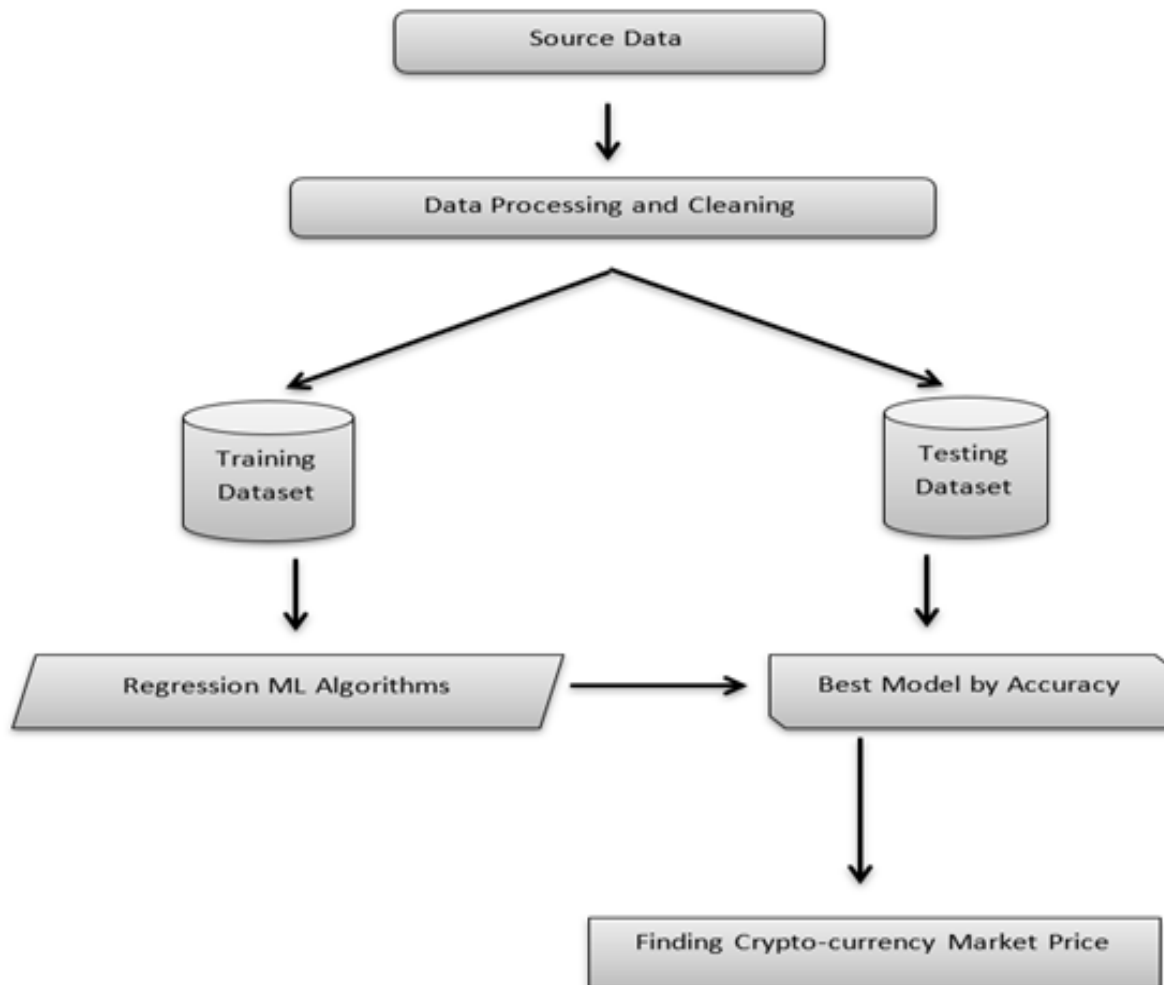 Source Data
Data Processing and Cleaning
Training
Dataset
Testing
Dataset
Regression ML Algorithms
Best Model by Accuracy
Finding Crypto-currency Market Price